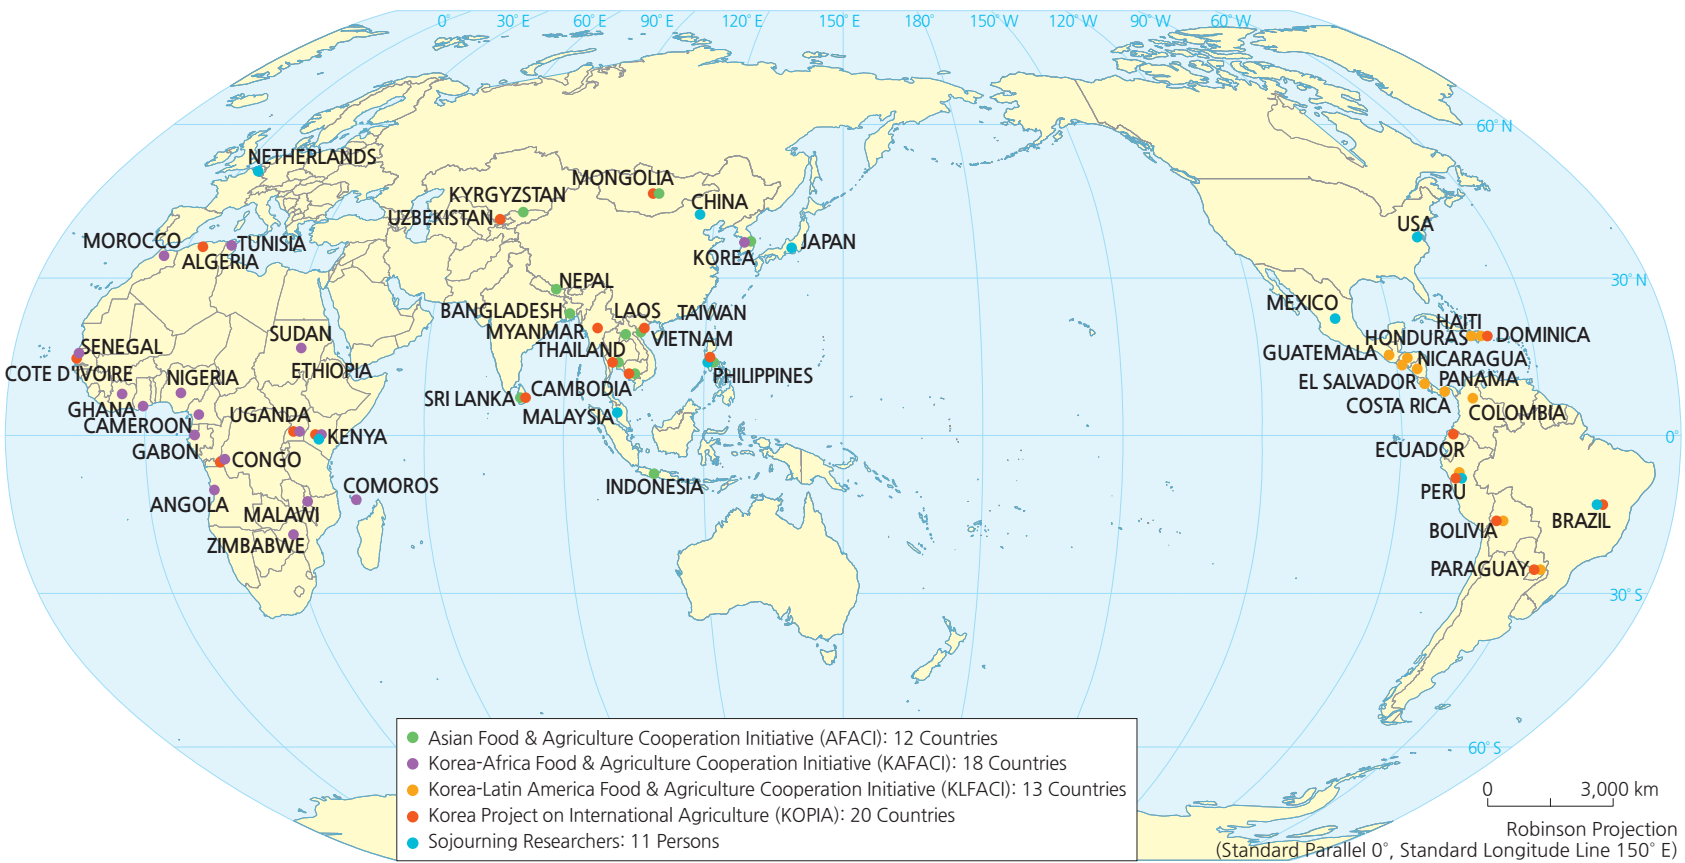 0°
30° E
60° E
90° E
120° E
150° E
180°
150° W
120° W
90° W
60° W
60° N
NETHERLANDS
MONGOLIA
KYRGYZSTAN
CHINA
UZBEKISTAN
USA
MOROCCO
TUNISIA
JAPAN
ALGERIA
KOREA
30° N
NEPAL
MEXICO
BANGLADESH
LAOS
TAIWAN
HAITI
MYANMAR
VIETNAM
HONDURAS
DOMINICA
SUDAN
SENEGAL
THAILAND
GUATEMALA
NICARAGUA
COTE D'IVOIRE
ETHIOPIA
NIGERIA
PHILIPPINES
EL SALVADOR
PANAMA
SRI LANKA
CAMBODIA
COSTA RICA
GHANA
UGANDA
MALAYSIA
COLOMBIA
CAMEROON
KENYA
0°
GABON
CONGO
ECUADOR
COMOROS
INDONESIA
PERU
ANGOLA
MALAWI
BRAZIL
BOLIVIA
ZIMBABWE
PARAGUAY
30° S
60° S
Asian Food & Agriculture Cooperation Initiative (AFACI): 12 Countries
Korea-Africa Food & Agriculture Cooperation Initiative (KAFACI): 18 Countries
Korea-Latin America Food & Agriculture Cooperation Initiative (KLFACI): 13 Countries
Korea Project on International Agriculture (KOPIA): 20 Countries
Sojourning Researchers: 11 Persons
0 3,000 km
Robinson Projection
(Standard Parallel 0°, Standard Longitude Line 150° E)